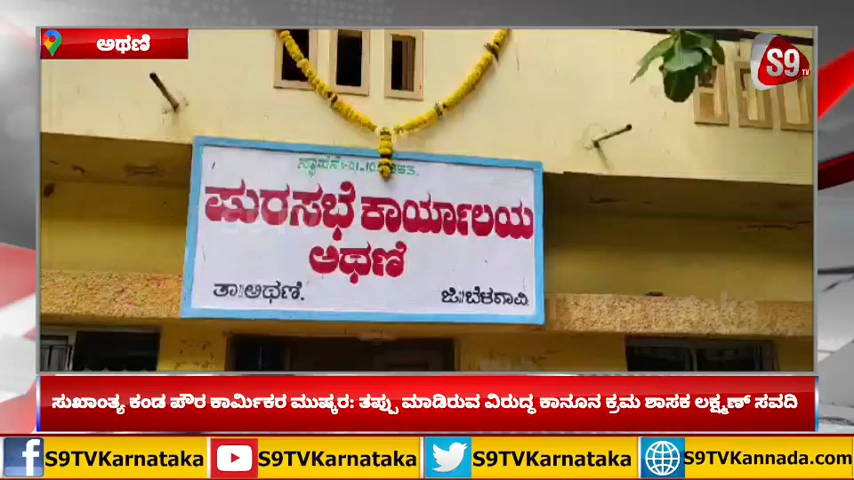 ಅಥಣಿ
S9
TV
ಪುರಸಭೆ ಕಾರ್ಯಾಲಯ
ಅಥಣಿ
ತಾ॥ಅಥಣಿ. ಜಿ॥ಬೆಳಗಾವಿ
ಸುಖಾಂತ್ಯ ಕಂಡ ಪೌರ ಕಾರ್ಮಿಕರ ಮುಷ್ಕರ: ತಪ್ಪು ಮಾಡಿರುವ ವಿರುದ್ಧ ಕಾನೂನ ಕ್ರಮ ಶಾಸಕ ಲಕ್ಷ್ಮಣ್ ಸವದಿ
S9TVKarnataka S9TVKarnataka S9TVKarnataka S9TVKannada.com